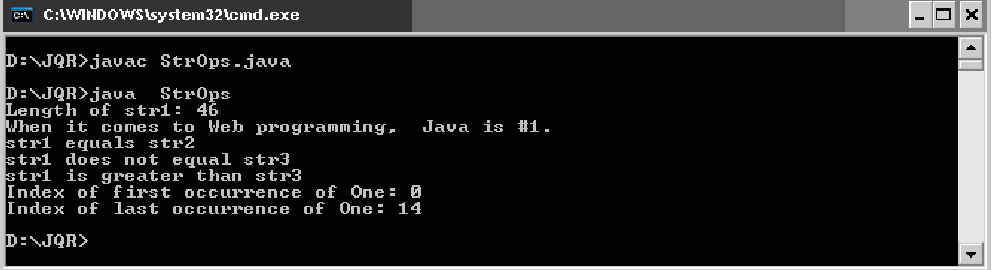 C:\WINDOWS\system32\cmd.exe
D:\JQR>javac StrOps.java
D:\JQR>java  StrOps
Length of str1: 46
When it comes to Web programming,  Java is #1.
str1 equals str2
str1 does not equal str3
str1 is greater than str3
Index of first occurrence of One: 0
Index of last occurrence of One: 14
D:\JQR>